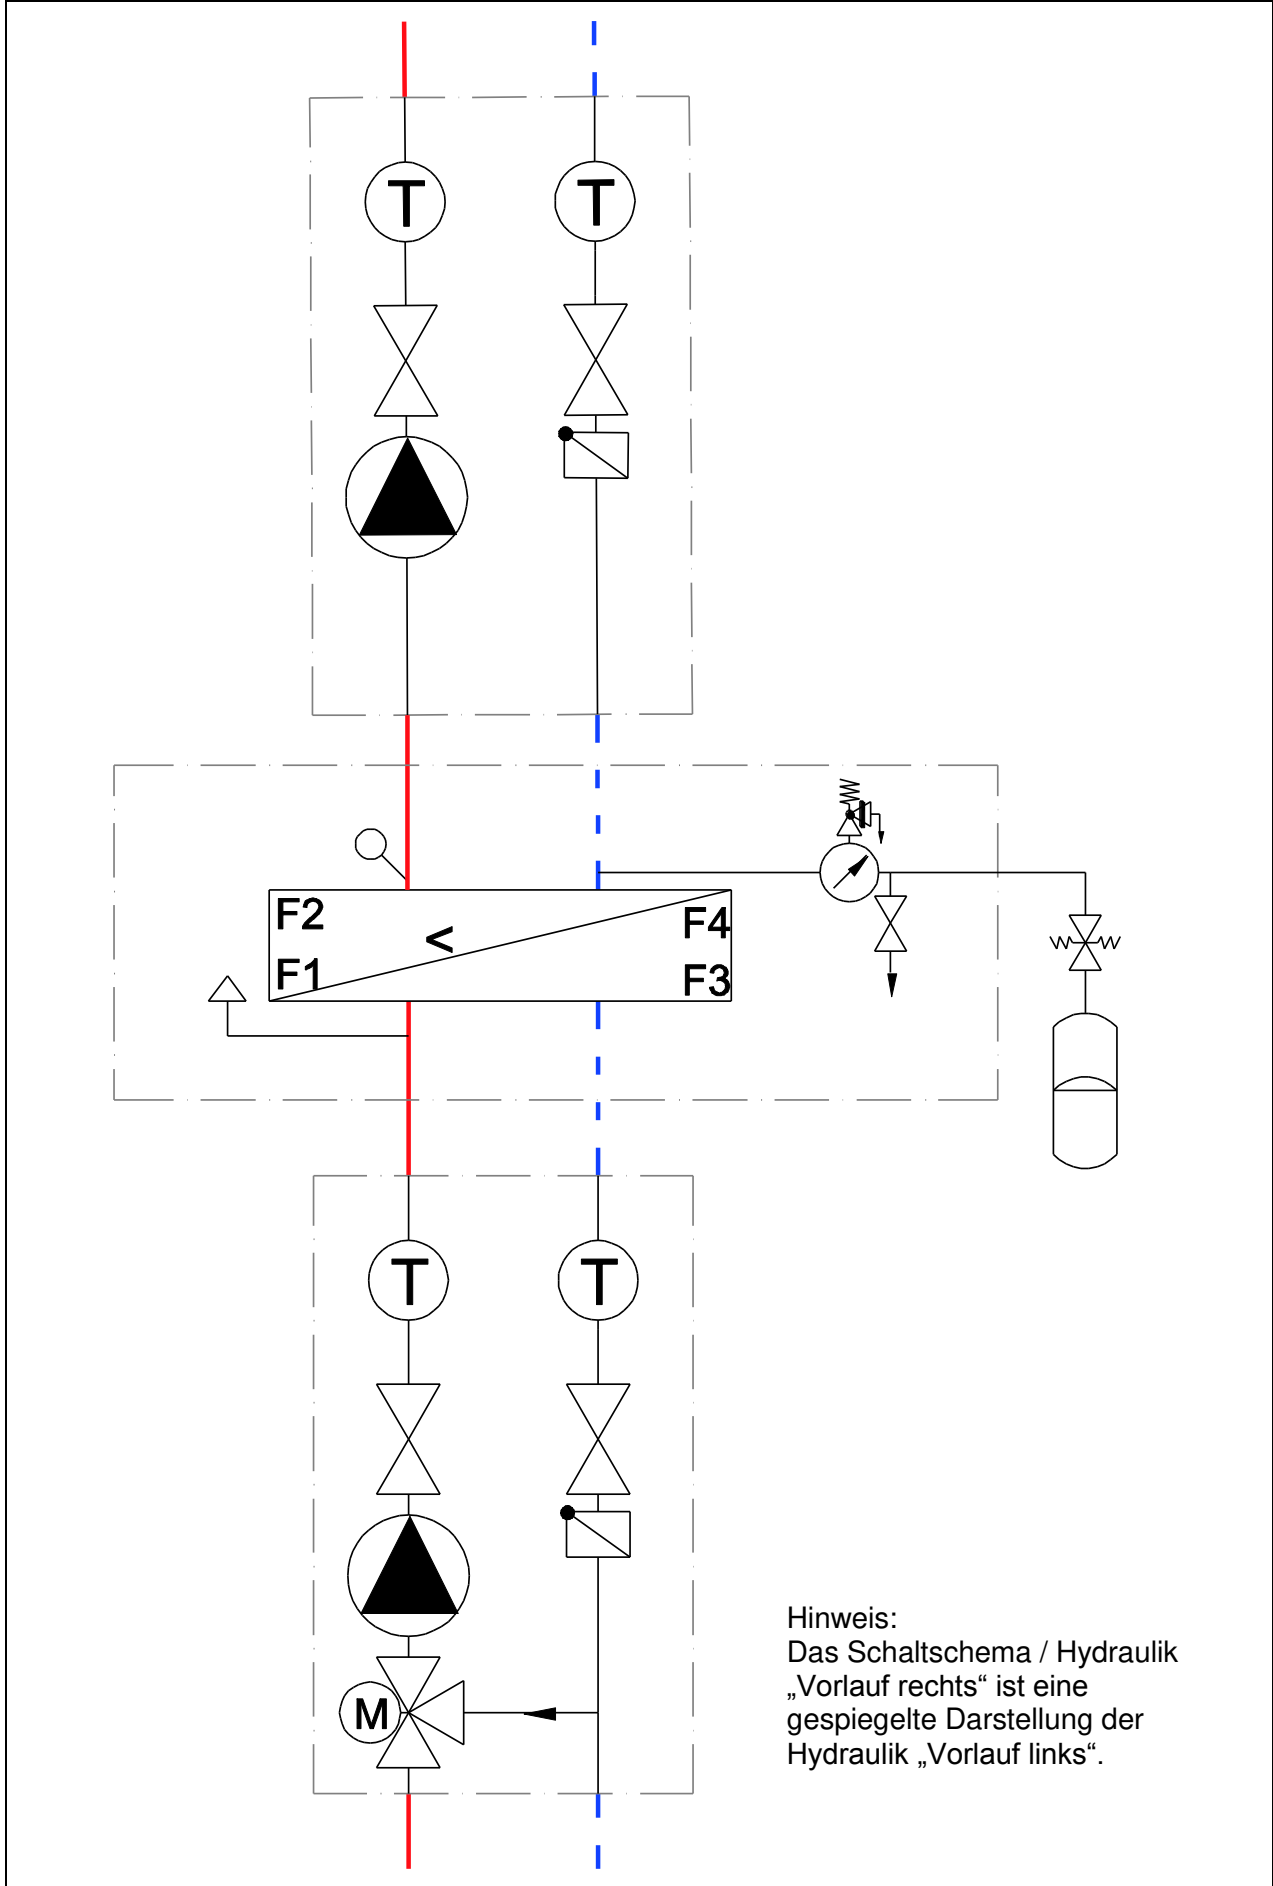 T T
F2
F4
<
F1
F3
T T
M
Hinweis:
Das Schaltschema / Hydraulik
„Vorlauf rechts“ ist eine
gespiegelte Darstellung der
Hydraulik „Vorlauf links“.